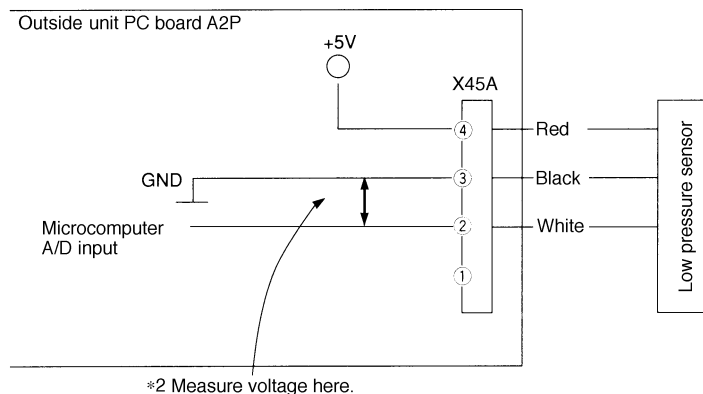 Outside unit PC board A2P
+5V
X45A
4
Red
GND
3
Black
Microcomputer
A/D input
2
White
1
Low pressure sensor
*2 Measure voltage here.